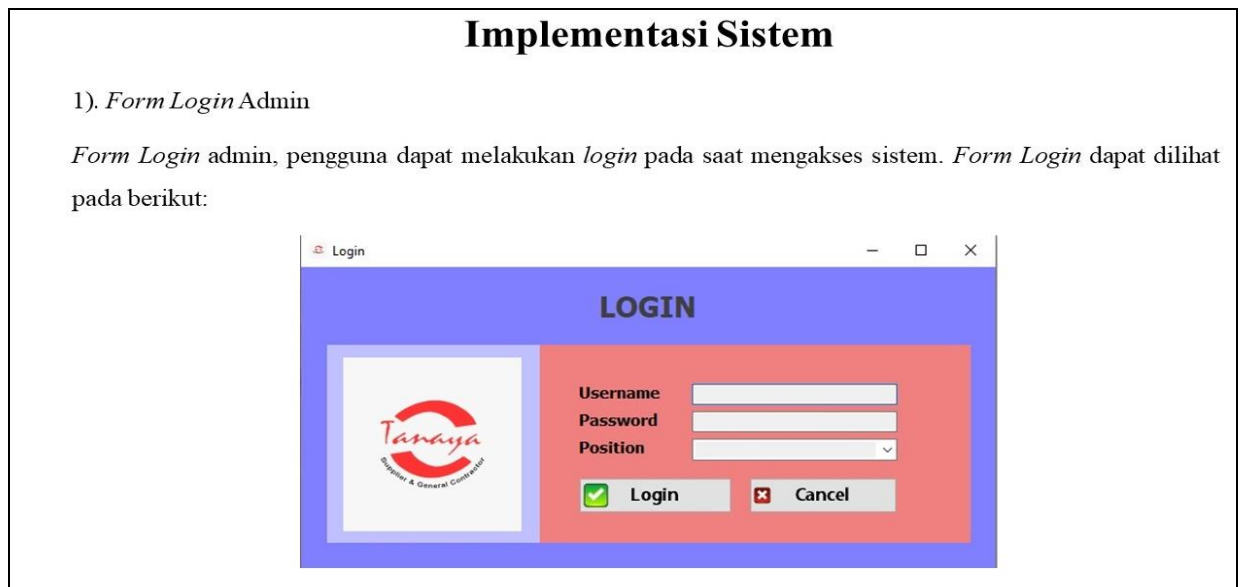 Implementasi Sistem
1). Form Login Admin
Form Login admin, pengguna dapat melakukan login pada saat mengakses sistem. Form Login dapat dilihat
pada berikut:
Login
LOGIN
Tanaya
Supplier & General Contractor
Username
Password
Position
Login
Cancel